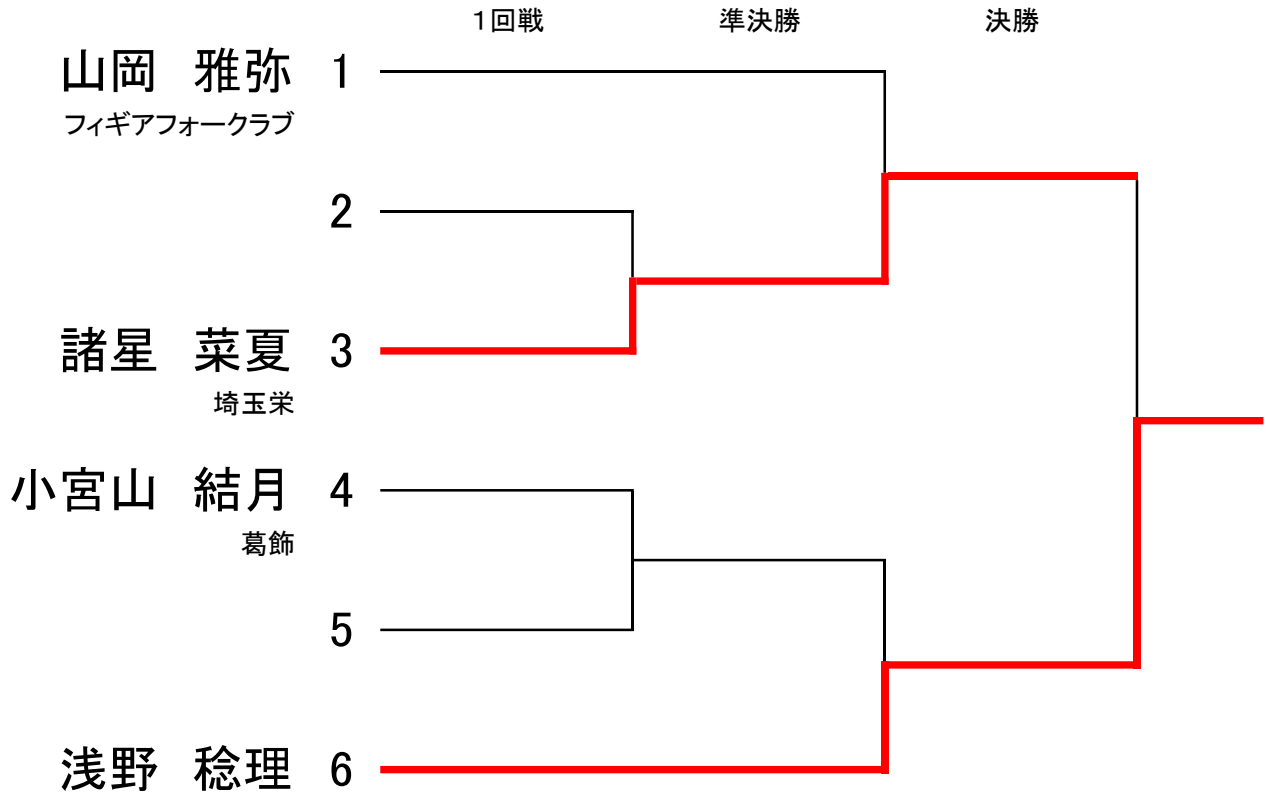 １回戦　準決勝　決勝
山岡　雅弥　1
フィギアフォークラブ
2
諸星　菜夏　3
埼玉栄
小宮山　結月　4
葛飾
5
浅野　稔理　6